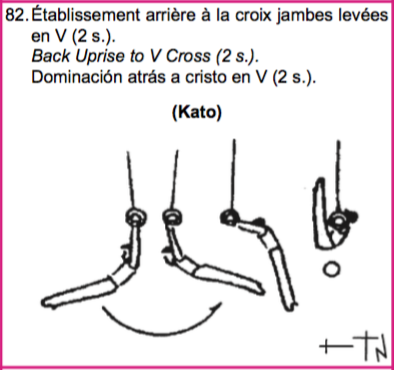 82. Établissement arrière à la croix jambes levées
en V (2 s.).
Back Uprise to V Cross (2 s.).
Dominación atrás a cristo en V (2 s.).
(Kato)